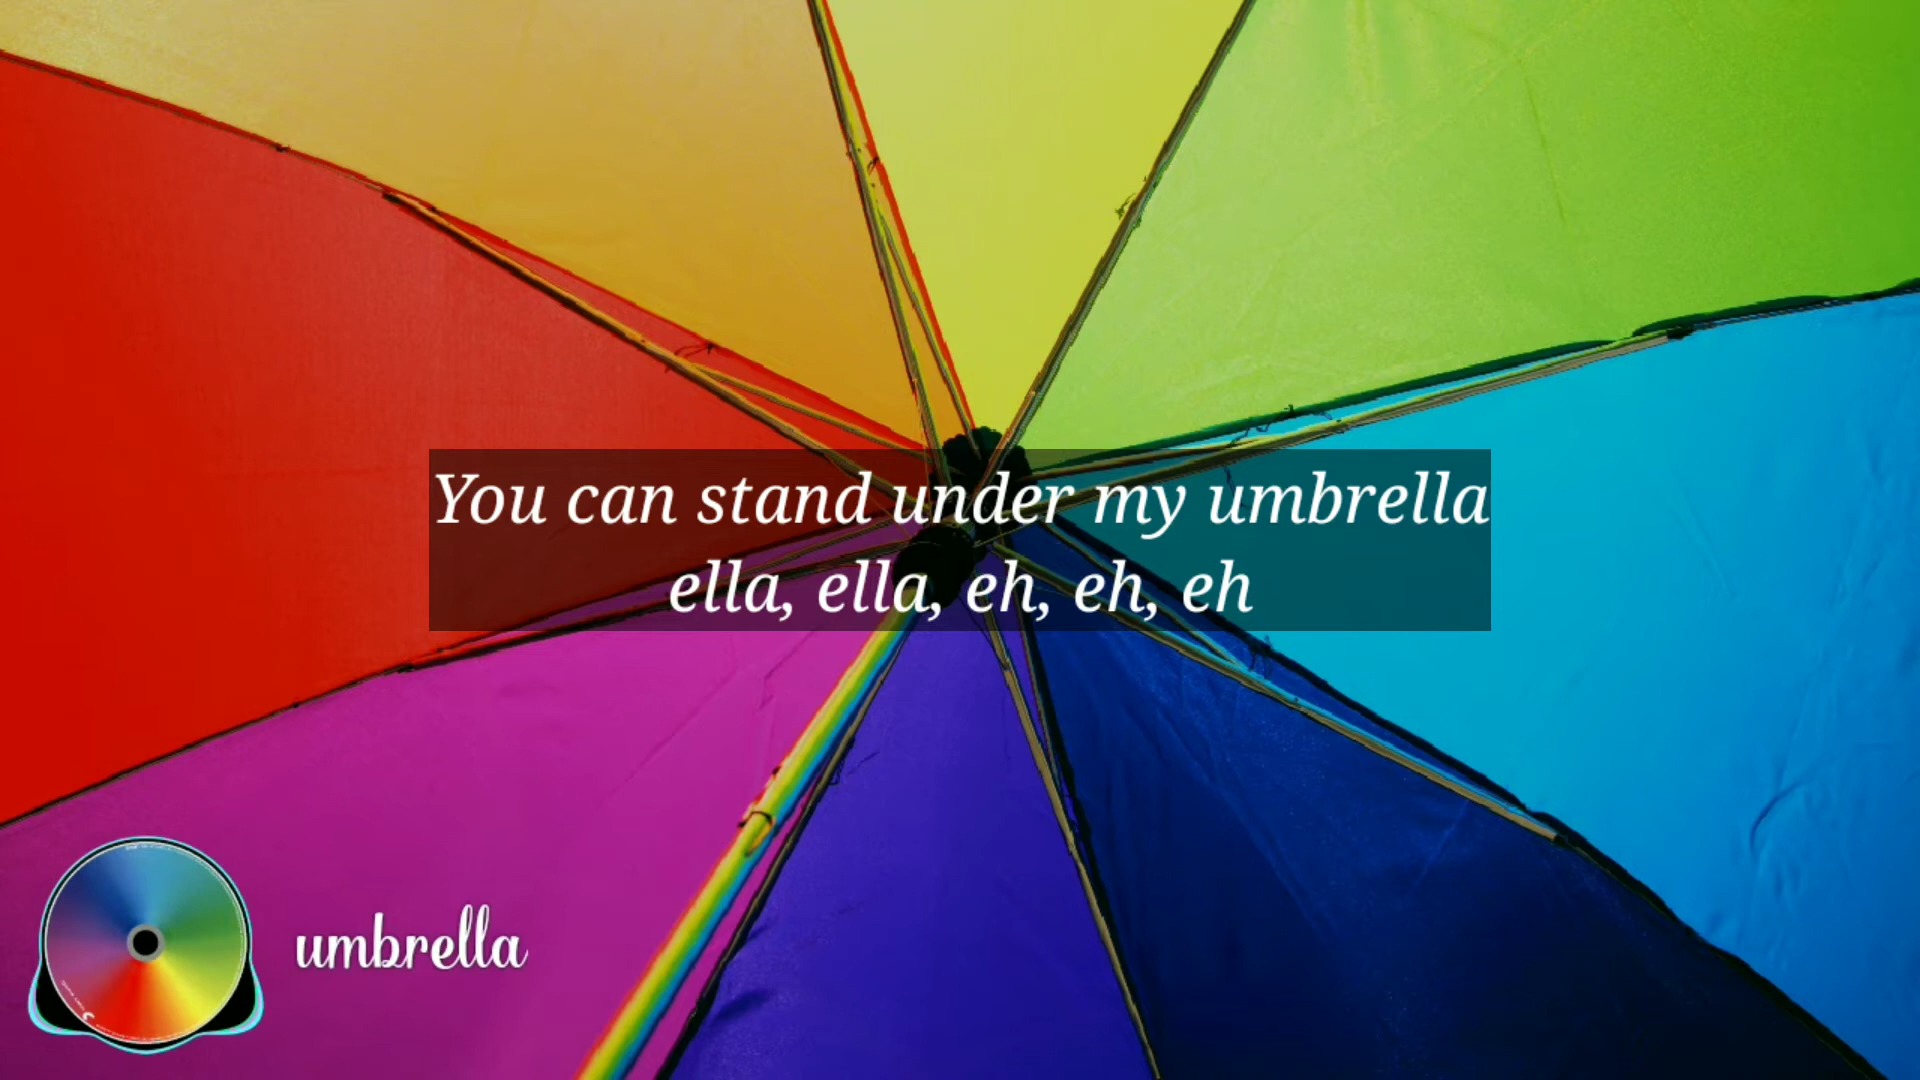 You can stand under my umbrella
ella, ella, eh, eh, eh
umbrella